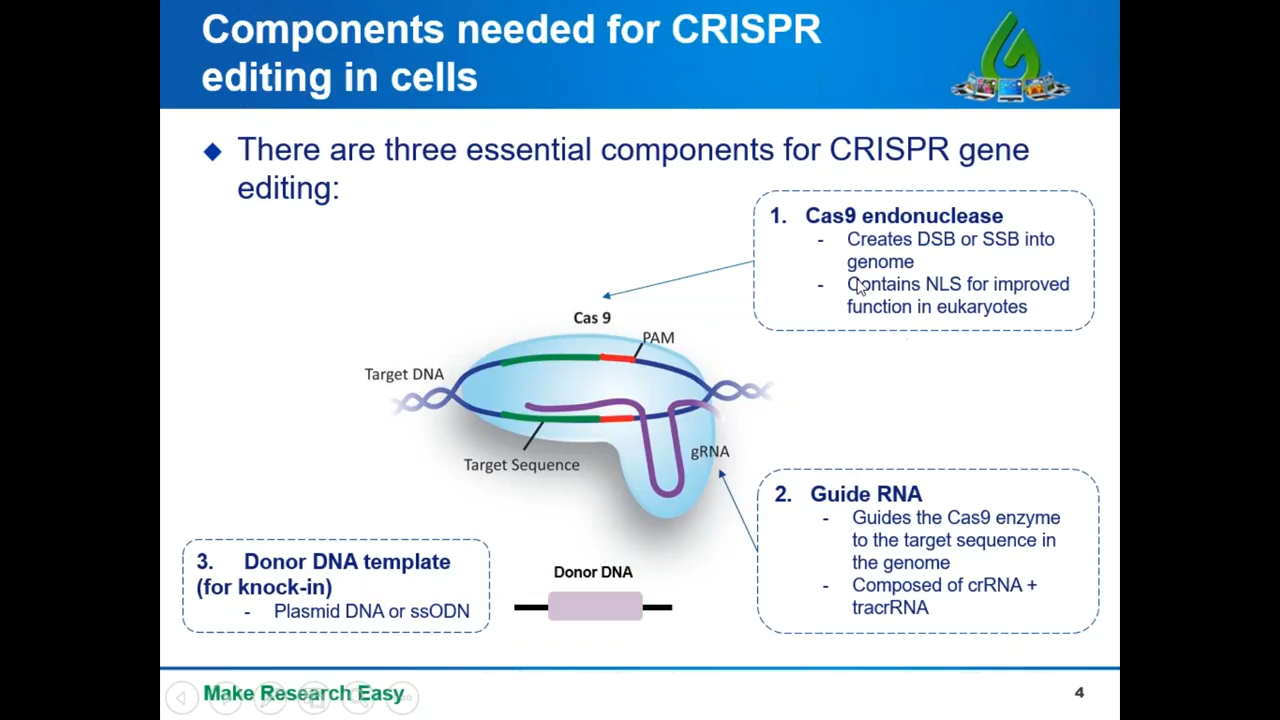 Components needed for CRISPR
editing in cells
There are three essential components for CRISPR gene
editing:
1. Cas9 endonuclease
- Creates DSB or SSB into
genome
- Contains NLS for improved
function in eukaryotes
Cas 9
PAM
Target DNA
gRNA
Target Sequence
2. Guide RNA
- Guides the Cas9 enzyme
to the target sequence in
the genome
- Composed of crRNA +
tracrRNA
3. Donor DNA template
(for knock-in)
- Plasmid DNA or ssODN
Donor DNA
Make Research Easy
4